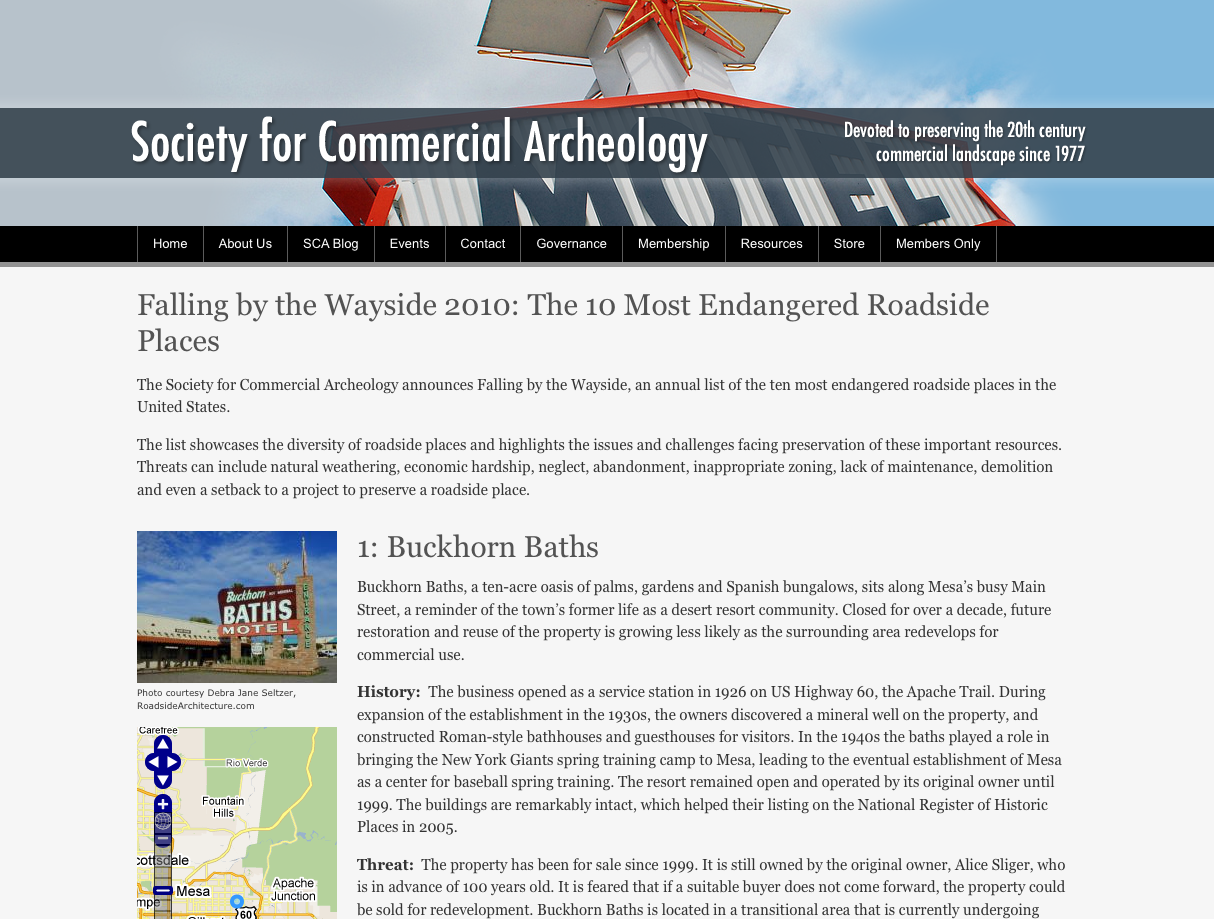 Society for Commercial Archeology
Devoted to preserving the 20th century
commercial landscape since 1977
MOTEL
Home
About Us
SCA Blog
Events
Contact
Governance
Membership
Resources
Store
Members Only
Falling by the Wayside 2010: The 10 Most Endangered Roadside
Places
The Society for Commercial Archeology announces Falling by the Wayside, an annual list of the ten most endangered roadside places in the
United States.
The list showcases the diversity of roadside places and highlights the issues and challenges facing preservation of these important resources.
Threats can include natural weathering, economic hardship, neglect, abandonment, inappropriate zoning, lack of maintenance, demolition
and even a setback to a project to preserve a roadside place.
Buckhorn
BATHS
MOTEL
ENTRANCE
Photo courtesy Debra Jane Seltzer,
RoadsideArchitecture.com
Carefree
Rio Verde
Fountain
Hills
cottsdale
Mesa
mpe
Apache
Junction
60
1: Buckhorn Baths
Buckhorn Baths, a ten-acre oasis of palms, gardens and Spanish bungalows, sits along Mesa’s busy Main
Street, a reminder of the town’s former life as a desert resort community. Closed for over a decade, future
restoration and reuse of the property is growing less likely as the surrounding area redevelops for
commercial use.
History: The business opened as a service station in 1926 on US Highway 60, the Apache Trail. During
expansion of the establishment in the 1930s, the owners discovered a mineral well on the property, and
constructed Roman-style bathhouses and guesthouses for visitors. In the 1940s the baths played a role in
bringing the New York Giants spring training camp to Mesa, leading to the eventual establishment of Mesa
as a center for baseball spring training. The resort remained open and operated by its original owner until
1999. The buildings are remarkably intact, which helped their listing on the National Register of Historic
Places in 2005.
Threat: The property has been for sale since 1999. It is still owned by the original owner, Alice Sliger, who
is in advance of 100 years old. It is feared that if a suitable buyer does not come forward, the property could
be sold for redevelopment. Buckhorn Baths is located in a transitional area that is currently undergoing